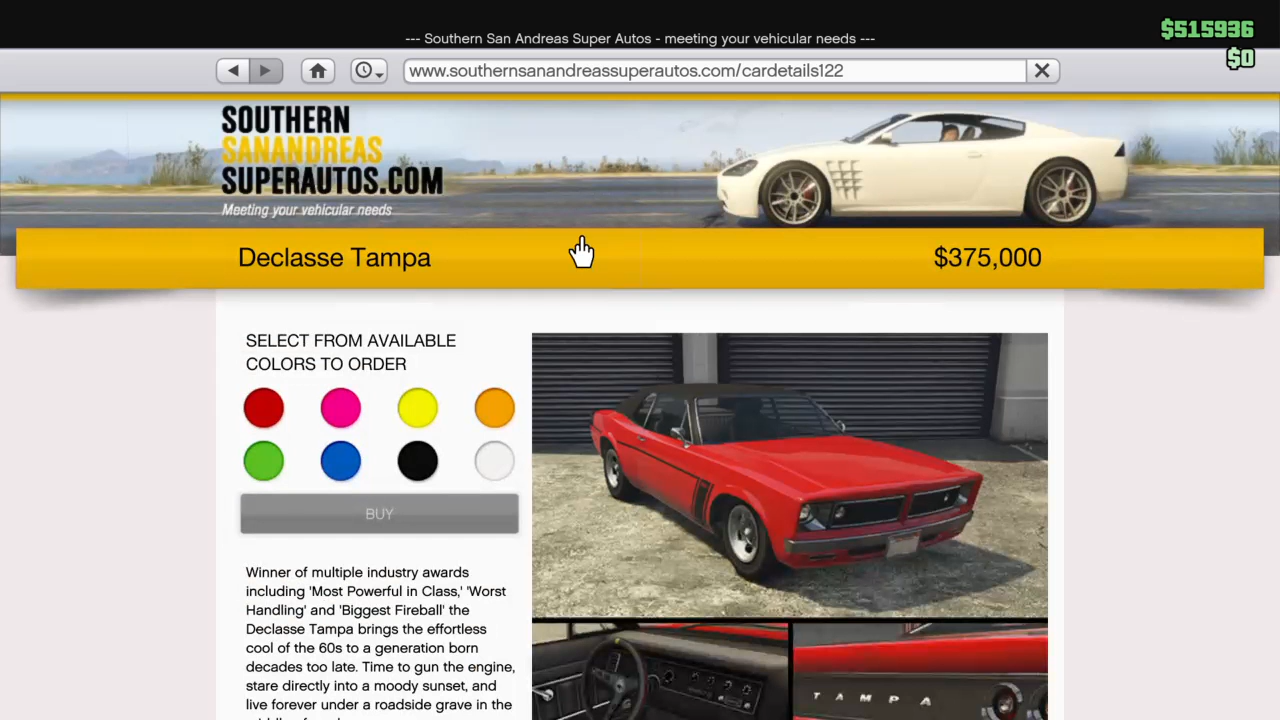 $515936
--- Southern San Andreas Super Autos - meeting your vehicular needs ---
$0
www.southernsanandreassuperautos.com/cardetails122
SOUTHERN
SANANDREAS
SUPERAUTOS.COM
Meeting your vehicular needs
Declasse Tampa
$375,000
SELECT FROM AVAILABLE
COLORS TO ORDER
BUY
Winner of multiple industry awards
including 'Most Powerful in Class,' 'Worst
Handling' and 'Biggest Fireball' the
Declasse Tampa brings the effortless
cool of the 60s to a generation born
decades too late. Time to gun the engine,
stare directly into a moody sunset, and
live forever under a roadside grave in the
TAMPA